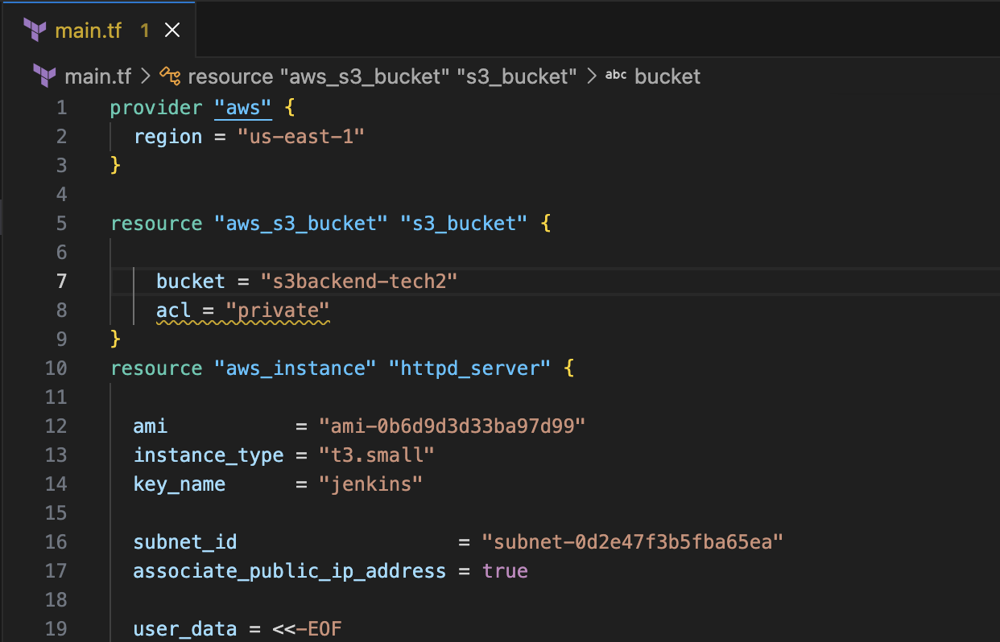 main.tf 1
main.tf > resource "aws_s3_bucket" "s3_bucket" > abc bucket
1 provider "aws" {
2 region = "us-east-1"
3 }
4
5 resource "aws_s3_bucket" "s3_bucket" {
6
7 bucket = "s3backend-tech2"
8 acl = "private"
9 }
10 resource "aws_instance" "httpd_server" {
11
12 ami = "ami-0b6d9d3d33ba97d99"
13 instance_type = "t3.small"
14 key_name = "jenkins"
15
16 subnet_id = "subnet-0d2e47f3b5fba65ea"
17 associate_public_ip_address = true
18
19 user_data = <<-EOF